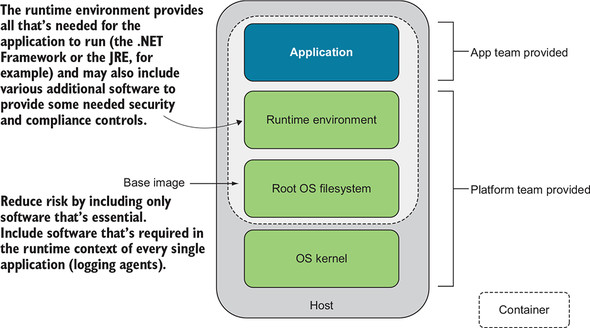 The runtime environment provides
all that's needed for the
application to run (the .NET
Framework or the JRE, for
example) and may also include
various additional software to
provide some needed security
and compliance controls.
Base image
Reduce risk by including only
software that's essential.
Include software that's required in
the runtime context of every single
application (logging agents).
Application
Runtime environment
Root OS filesystem
OS kernel
Host
App team provided
Platform team provided
Container